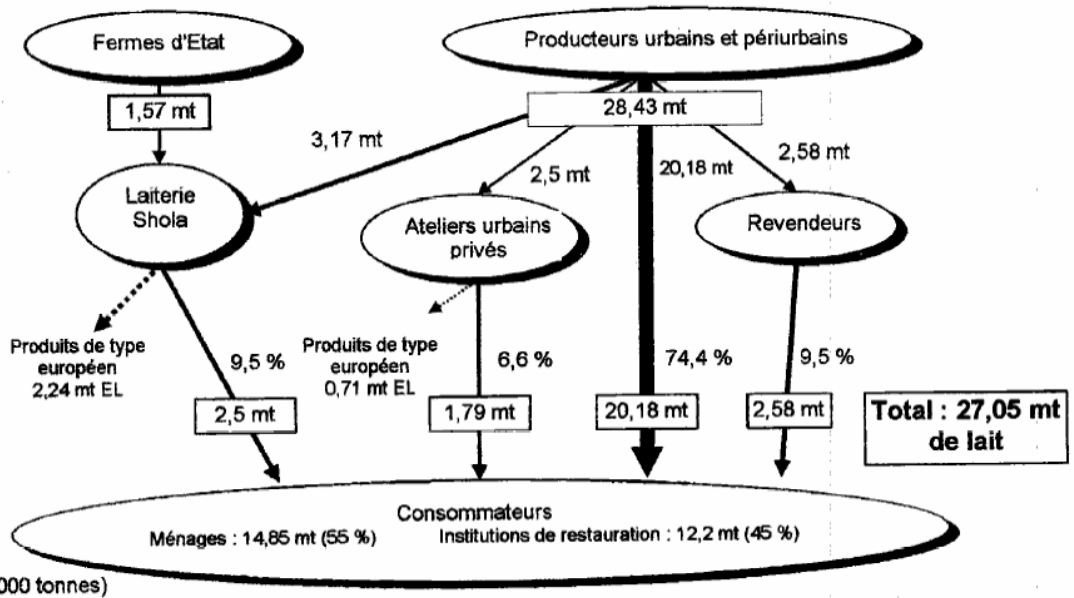 Fermes d'Etat
Producteurs urbains et périurbains
1,57 mt
28,43 mt
3,17 mt
2,5 mt
20,18 mt
2,58 mt
Laiterie
Shola
Ateliers urbains
privés
Revendeurs
Produits de type
européen
2,24 mt EL
9,5 %
Produits de type
européen
0,71 mt EL
6,6 %
74,4 %
9,5 %
2,5 mt
1,79 mt
20,18 mt
2,58 mt
Total : 27,05 mt
de lait
Consommateurs
Ménages : 14,85 mt (55 %)
Institutions de restauration : 12,2 mt (45 %)
000 tonnes)